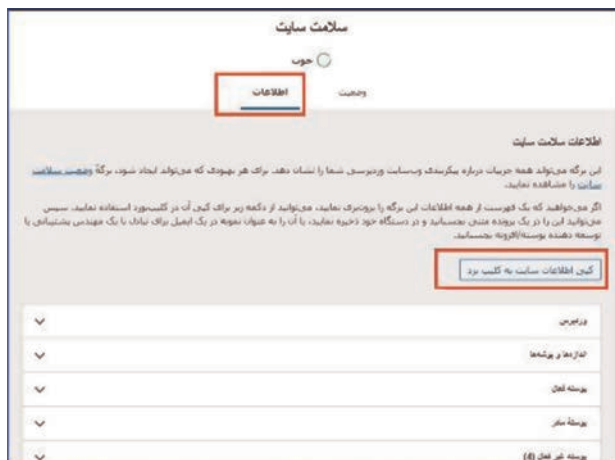 سلامت سایت
خوب
وضعیت
اطلاعات
اطلاعات سلامت سایت
این برگه می‌تواند همه جزییات درباره پیکربندی وب‌سایت وردپرسی شما را نشان دهد. برای هر بهبودی که می‌تواند ایجاد شود، برگهٔ وضعیت سلامت
سایت را مشاهده نمایید.
اگر می‌خواهید که یک فهرست از همه اطلاعات این برگه را برون‌بری نمایید، می‌توانید از دکمه زیر برای کپی آن در کلیپ‌بورد استفاده نمایید. سپس
می‌توانید این را در یک پرونده متنی بچسبانید و در دستگاه خود ذخیره نمایید، یا آن را به عنوان نمونه در یک ایمیل برای تبادل با یک مهندس پشتیبانی یا
توسعه دهنده پوسته/افزونه بچسبانید.
کپی اطلاعات سایت به کلیپ برد
وردپرس
اندازه‌ها و پوشه‌ها
پوسته فعال
پوستهٔ مادر
پوسته غیر فعال (4)